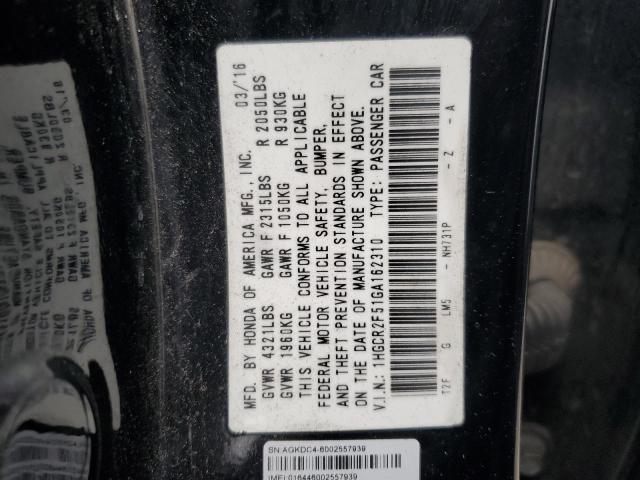 MFD. BY HONDA OF AMERICA MFG., INC. 03/'16
GVWR 4321LBS GAWR F 2315LBS R 2050LBS
GVWR 1960KG GAWR F 1050KG R 930KG
THIS VEHICLE CONFORMS TO ALL APPLICABLE
FEDERAL MOTOR VEHICLE SAFETY, BUMPER,
AND THEFT PREVENTION STANDARDS IN EFFECT
ON THE DATE OF MANUFACTURE SHOWN ABOVE.
V.I.N.: 1HGCR2F51GA162310 TYPE: PASSENGER CAR
T2F G LM5 - NH731P - Z - A
SN:AGKDC4-6002557939
IMEI:016446002557939